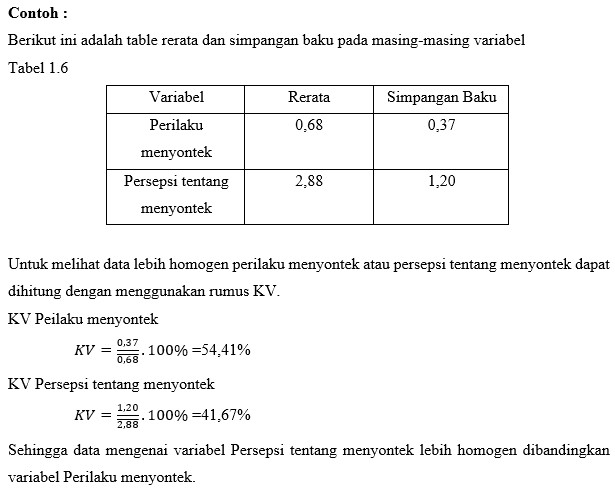 Contoh :
Berikut ini adalah table rerata dan simpangan baku pada masing-masing variabel
Tabel 1.6
Variabel Rerata Simpangan Baku
Perilaku 0,68 0,37
menyontek
Persepsi tentang 2,88 1,20
menyontek
Untuk melihat data lebih homogen perilaku menyontek atau persepsi tentang menyontek dapat
dihitung dengan menggunakan rumus KV.
KV Peilaku menyontek
KV = 0,37/0,68 . 100% =54,41%
KV Persepsi tentang menyontek
KV = 1,20/2,88 . 100% =41,67%
Sehingga data mengenai variabel Persepsi tentang menyontek lebih homogen dibandingkan
variabel Perilaku menyontek.